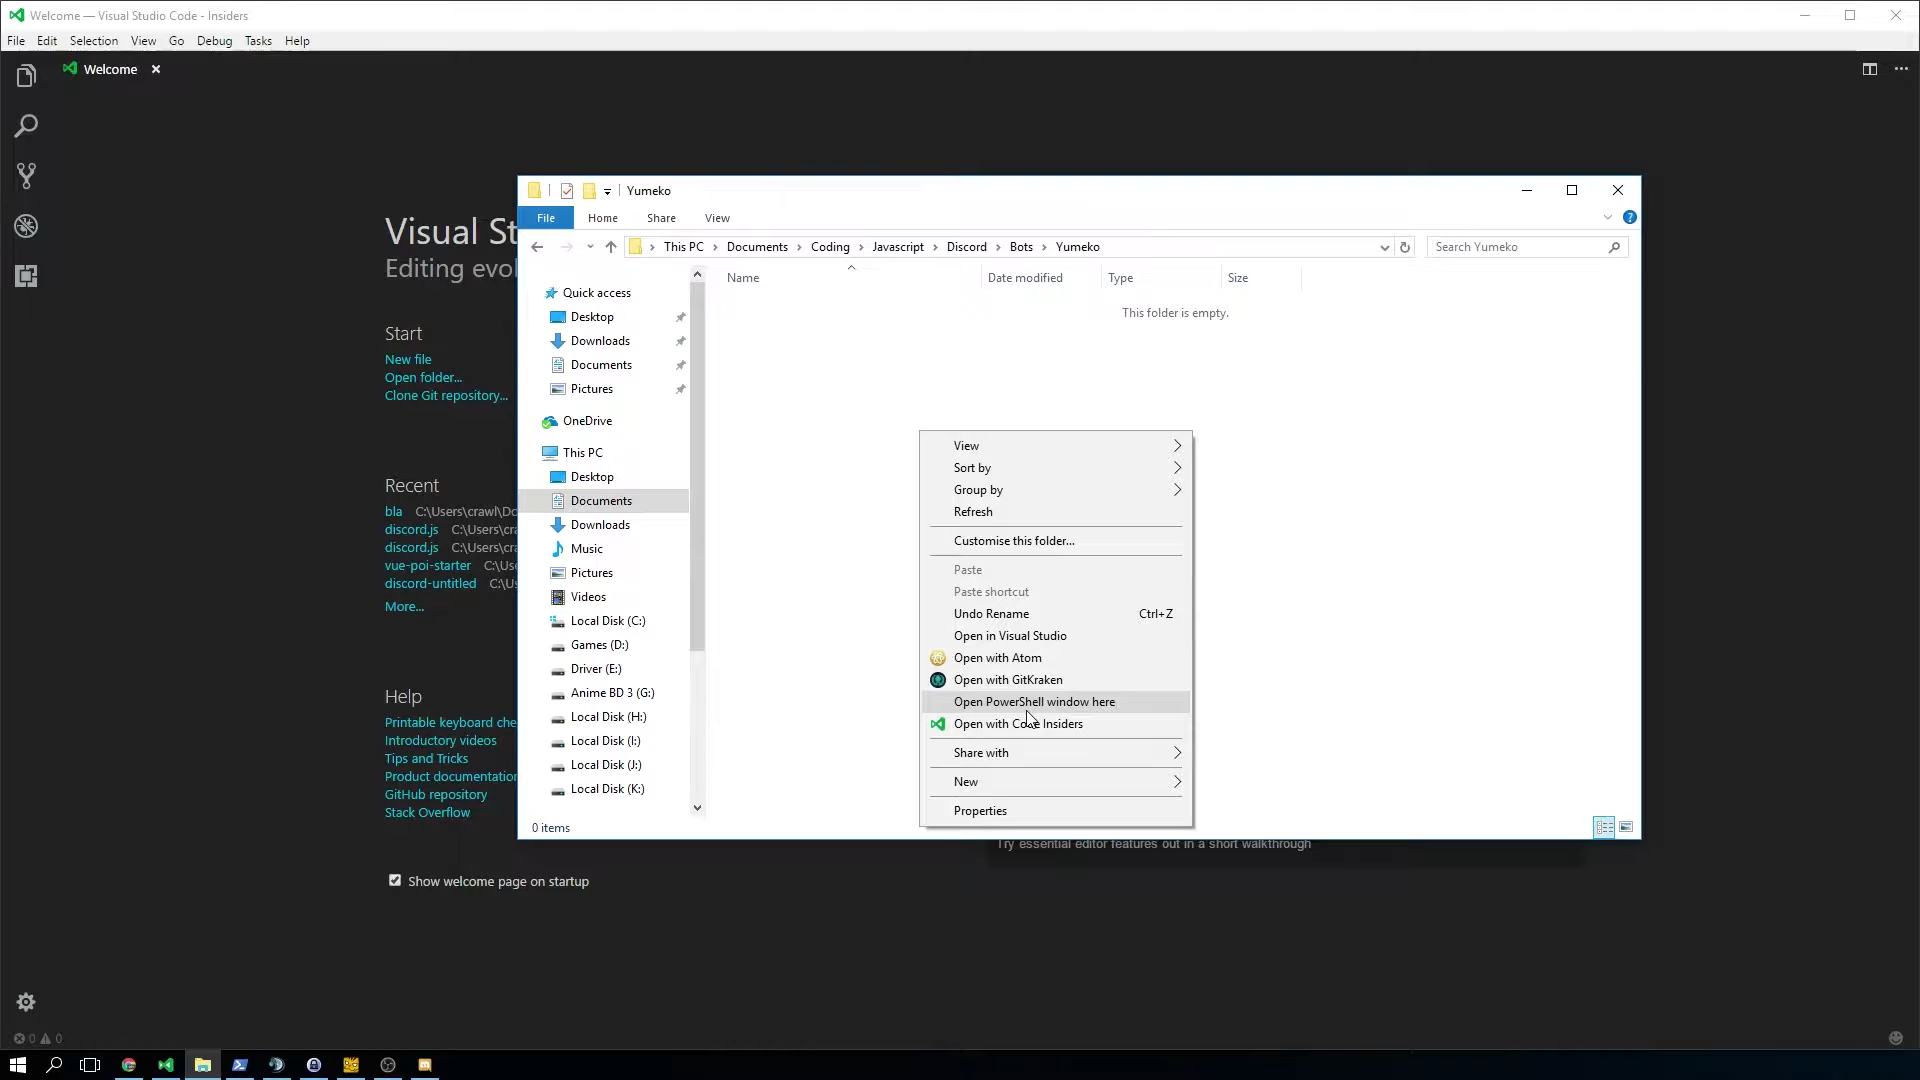 Welcome — Visual Studio Code - Insiders
File Edit Selection View Go Debug Tasks Help
Welcome
Visual St
Editing evol
Start
New file
Open folder...
Clone Git repository...
Recent
bla C:\Users\crawl\Do
discord.js C:\Users\cra
discord.js C:\Users\cra
vue-poi-starter C:\Use
discord-untitled C:\Us
More...
Help
Printable keyboard che
Introductory videos
Tips and Tricks
Product documentation
GitHub repository
Stack Overflow
Show welcome page on startup
Try essential editor features out in a short walkthrough
0 0
Yumeko
File Home Share View
This PC Documents Coding Javascript Discord Bots Yumeko
Search Yumeko
Name Date modified Type Size
This folder is empty.
Quick access
Desktop
Downloads
Documents
Pictures
OneDrive
This PC
Desktop
Documents
Downloads
Music
Pictures
Videos
Local Disk (C:)
Games (D:)
Driver (E:)
Anime BD 3 (G:)
Local Disk (H:)
Local Disk (I:)
Local Disk (J:)
Local Disk (K:)
0 items
View
Sort by
Group by
Refresh
Customise this folder...
Paste
Paste shortcut
Undo Rename Ctrl+Z
Open in Visual Studio
Open with Atom
Open with GitKraken
Open PowerShell window here
Open with Code Insiders
Share with
New
Properties